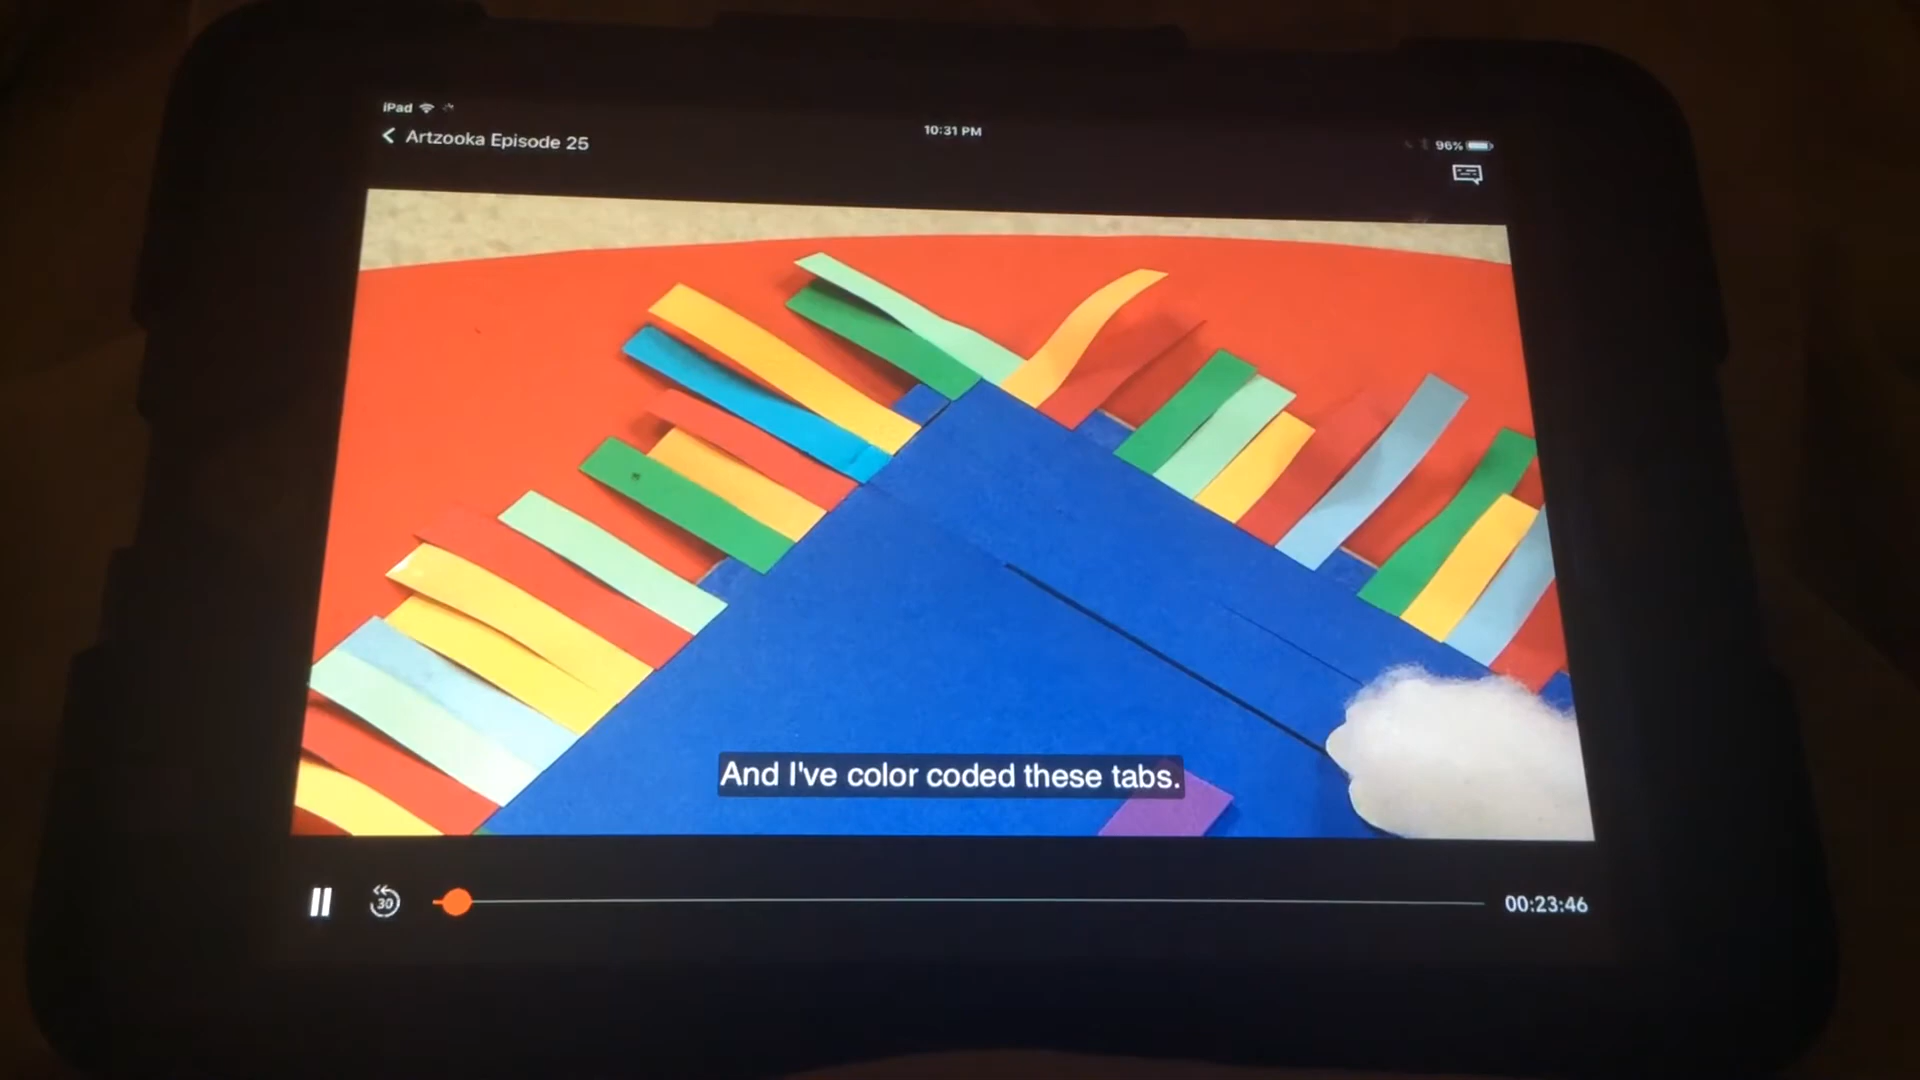 iPad
10:31 PM
96%
Artzooka Episode 25
And I've color coded these tabs.
30
00:23:46